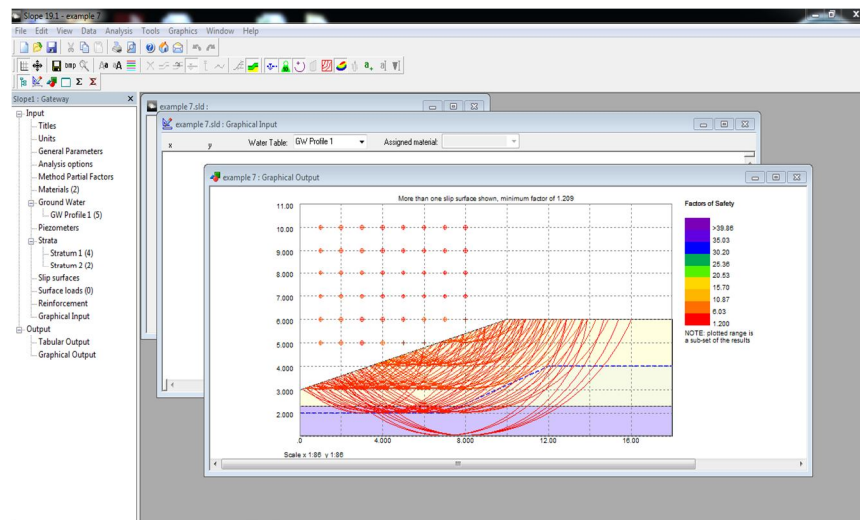 Slope 19.1 - example 7
File Edit View Data Analysis Tools Graphics Window Help
bmp Aa aA
Σ Σ
Slope1 : Gateway
Input
Titles
Units
General Parameters
Analysis options
Method Partial Factors
Materials (2)
Ground Water
GW Profile 1 (5)
Piezometers
Strata
Stratum 1 (4)
Stratum 2 (2)
Slip surfaces
Surface loads (0)
Reinforcement
Graphical Input
Output
Tabular Output
Graphical Output
example 7.sld :
example 7.sld : Graphical Input
x y Water Table: GW Profile 1 Assigned material:
example 7 : Graphical Output
More than one slip surface shown, minimum factor of 1.209
11.00
10.00
9.000
8.000
7.000
6.000
5.000
4.000
3.000
2.000
.0 4.000 8.000 12.00 16.00
Scale x 1:86 y 1:86
Factors of Safety
>39.86
35.03
30.20
25.36
20.53
15.70
10.87
6.03
1.200
NOTE: plotted range is
a sub-set of the results